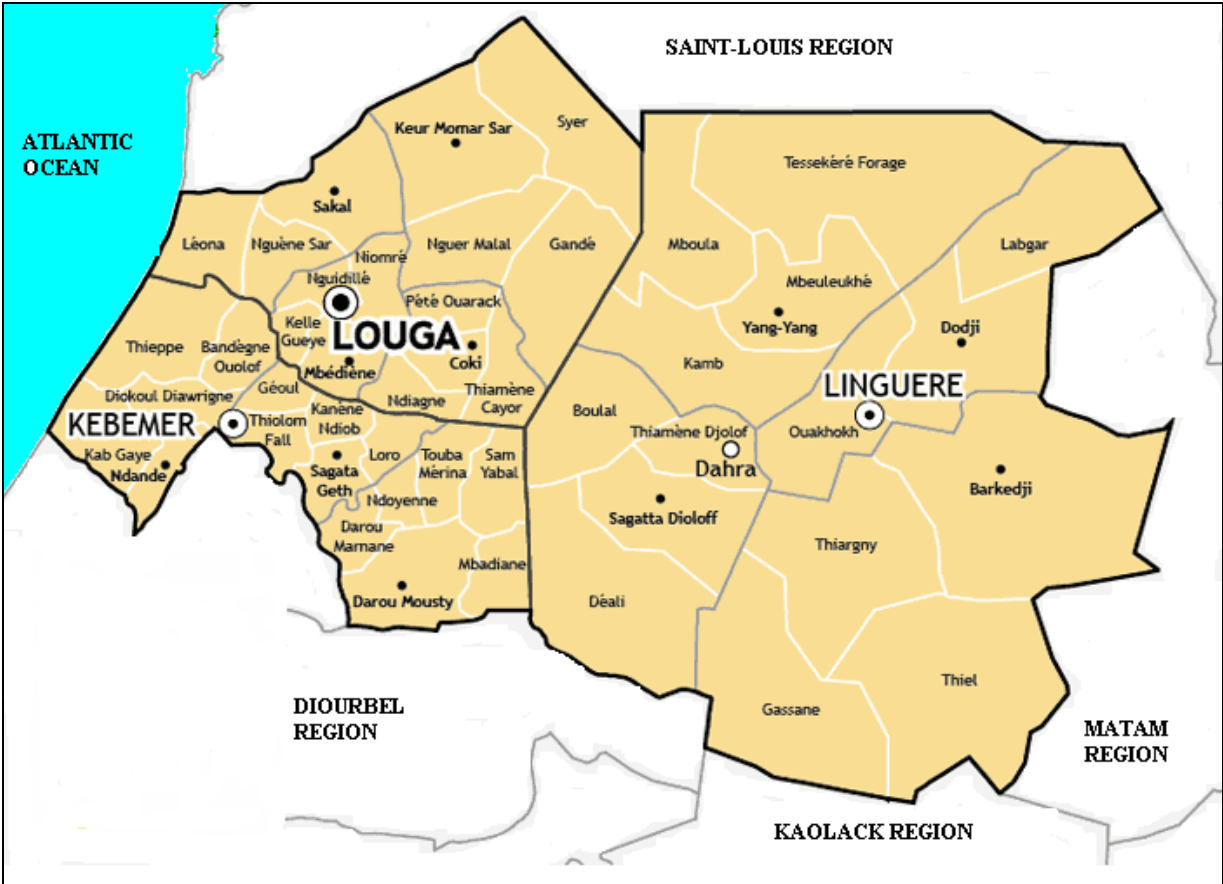 SAINT-LOUIS REGION
ATLANTIC
OCEAN
Keur Momar Sar
Syer
Tessekéré Forage
Sakal
Léona
Nguène Sar
Niomré
Nguer Malal
Gandé
Mboula
Labgar
Nguidillé
Mbeuleukhé
Pété Ouarack
Kelle
Gueye
LOUGA
Yang-Yang
Dodji
Thieppe
Bandègne
Ouolof
Mbédiène
Coki
Kamb
Géoul
LINGUERE
Diokoul Diawrigne
Ndiagne
Thiamène
Cayor
Kanène
Ndiob
Boulal
KEBEMER
Thiolom
Fall
Thiamène Djolof
Ouakhokh
Kab Gaye
Ndande
Sagata
Geth
Loro
Touba
Mérina
Sam
Yabal
Dahra
Barkedji
Ndoyenne
Sagatta Dioloff
Darou
Marnane
Thiargny
Mbadiane
Darou Mousty
Déali
Thiel
Gassane
DIOURBEL
REGION
MATAM
REGION
KAOLACK REGION